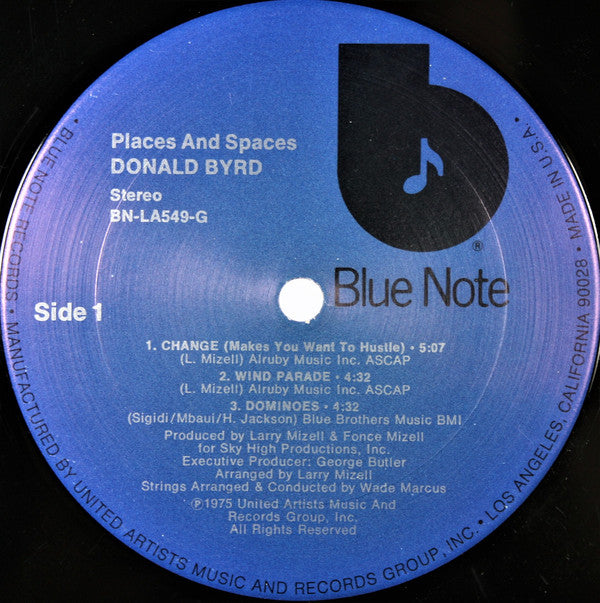 Places And Spaces
DONALD BYRD
Stereo
BN-LA549-G
b
®
Blue Note
Side 1
1. CHANGE (Makes You Want To Hustle) • 5:07
(L. Mizell) Alruby Music Inc. ASCAP
2. WIND PARADE • 4:32
(L. Mizell) Alruby Music Inc. ASCAP
3. DOMINOES • 4:32
(Sigidi/Mbaui/H. Jackson) Blue Brothers Music BMI
Produced by Larry Mizell & Fonce Mizell
for Sky High Productions, Inc.
Executive Producer: George Butler
Arranged by Larry Mizell
Strings Arranged & Conducted by Wade Marcus
℗1975 United Artists Music And
Records Group, Inc.
All Rights Reserved
• BLUE NOTE RECORDS • MANUFACTURED BY UNITED ARTISTS MUSIC AND RECORDS GROUP, INC. • LOS ANGELES, CALIFORNIA 90028 • MADE IN U.S.A. •